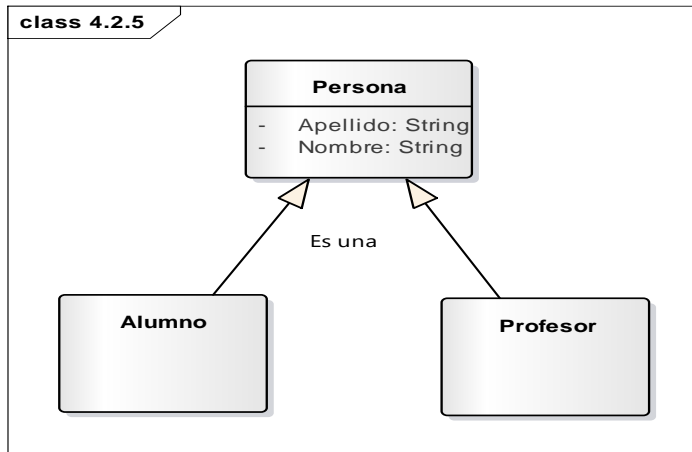 class 4.2.5
Persona
- Apellido: String
- Nombre: String
Es una
Alumno
Profesor